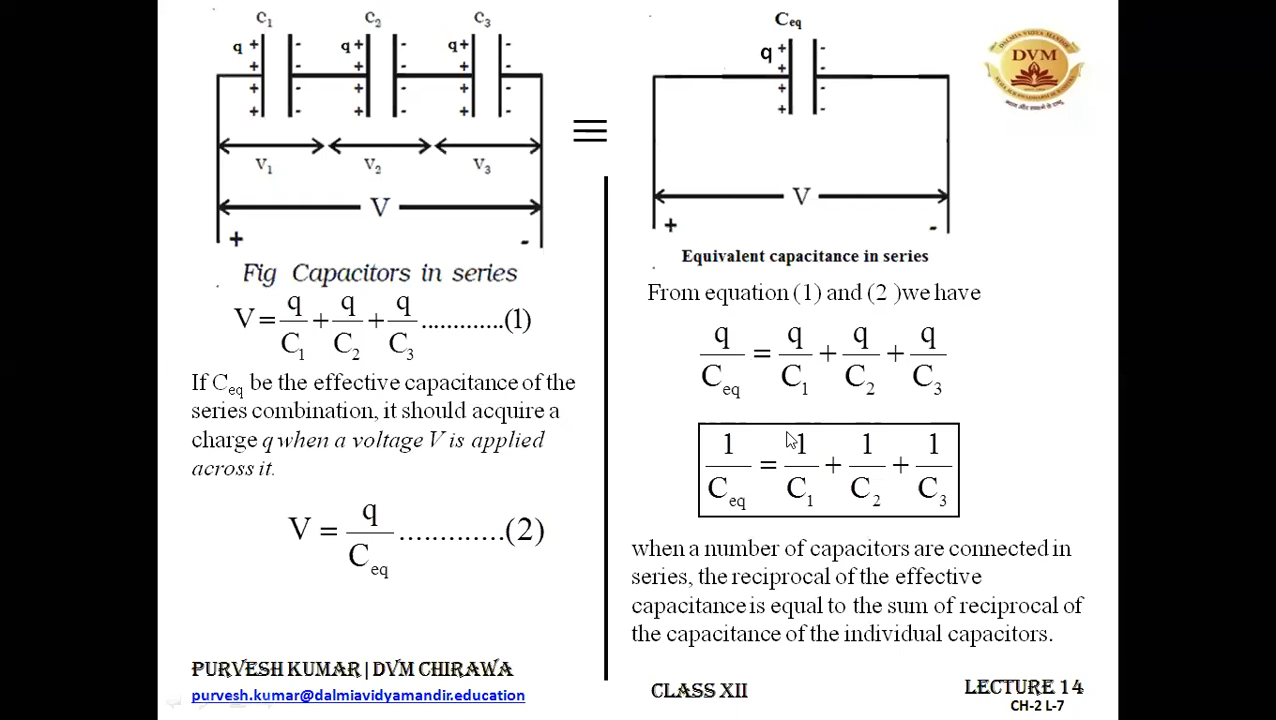 C₁ C₂ C₃
q + - q + - q + -
+ - + - + -
+ - + - + -
+ - + - + -
V₁ V₂ V₃
V
+ -
Fig Capacitors in series
V = q/C₁ + q/C₂ + q/C₃ .............(1)
If Ceq be the effective capacitance of the
series combination, it should acquire a
charge q when a voltage V is applied
across it.
V = q/Ceq .............(2)
PURVESH KUMAR|DVM CHIRAWA
purvesh.kumar@dalmiavidyamandir.education
≡
Ceq
q + -
+ -
+ -
+ -
V
+ -
Equivalent capacitance in series
From equation (1) and (2 )we have
q/Ceq = q/C₁ + q/C₂ + q/C₃
1/Ceq = 1/C₁ + 1/C₂ + 1/C₃
when a number of capacitors are connected in
series, the reciprocal of the effective
capacitance is equal to the sum of reciprocal of
the capacitance of the individual capacitors.
CLASS XII
LECTURE 14
CH-2 L-7
DALMIA VIDYA MANDIR
DVM